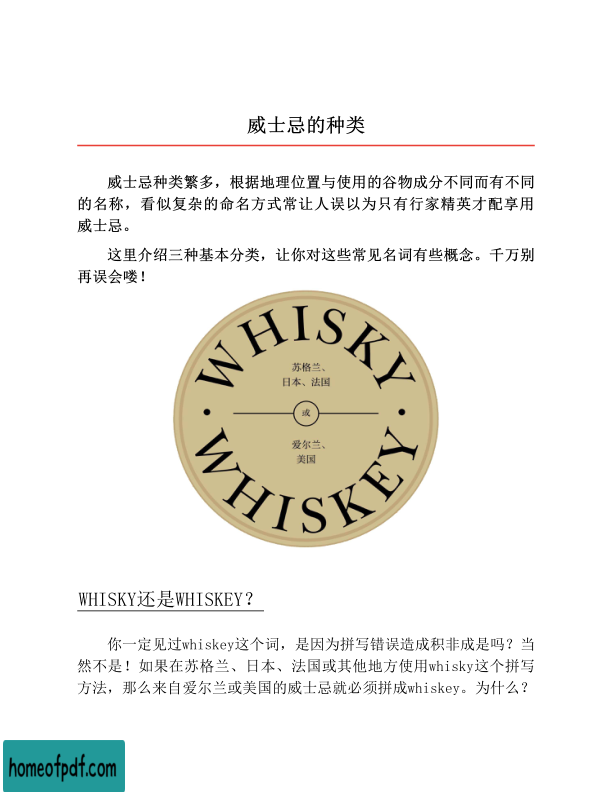 威士忌的种类
威士忌种类繁多，根据地理位置与使用的谷物成分不同而有不同
的名称，看似复杂的命名方式常让人误以为只有行家精英才配享用
威士忌。
这里介绍三种基本分类，让你对这些常见名词有些概念。千万别
再误会喽！
WHISKY
苏格兰、
日本、法国
或
爱尔兰、
美国
WHISKEY
WHISKY还是WHISKEY？
你一定见过whiskey这个词，是因为拼写错误造成积非成是吗？当
然不是！如果在苏格兰、日本、法国或其他地方使用whisky这个拼写
方法，那么来自爱尔兰或美国的威士忌就必须拼成whiskey。为什么？
homeofpdf.com